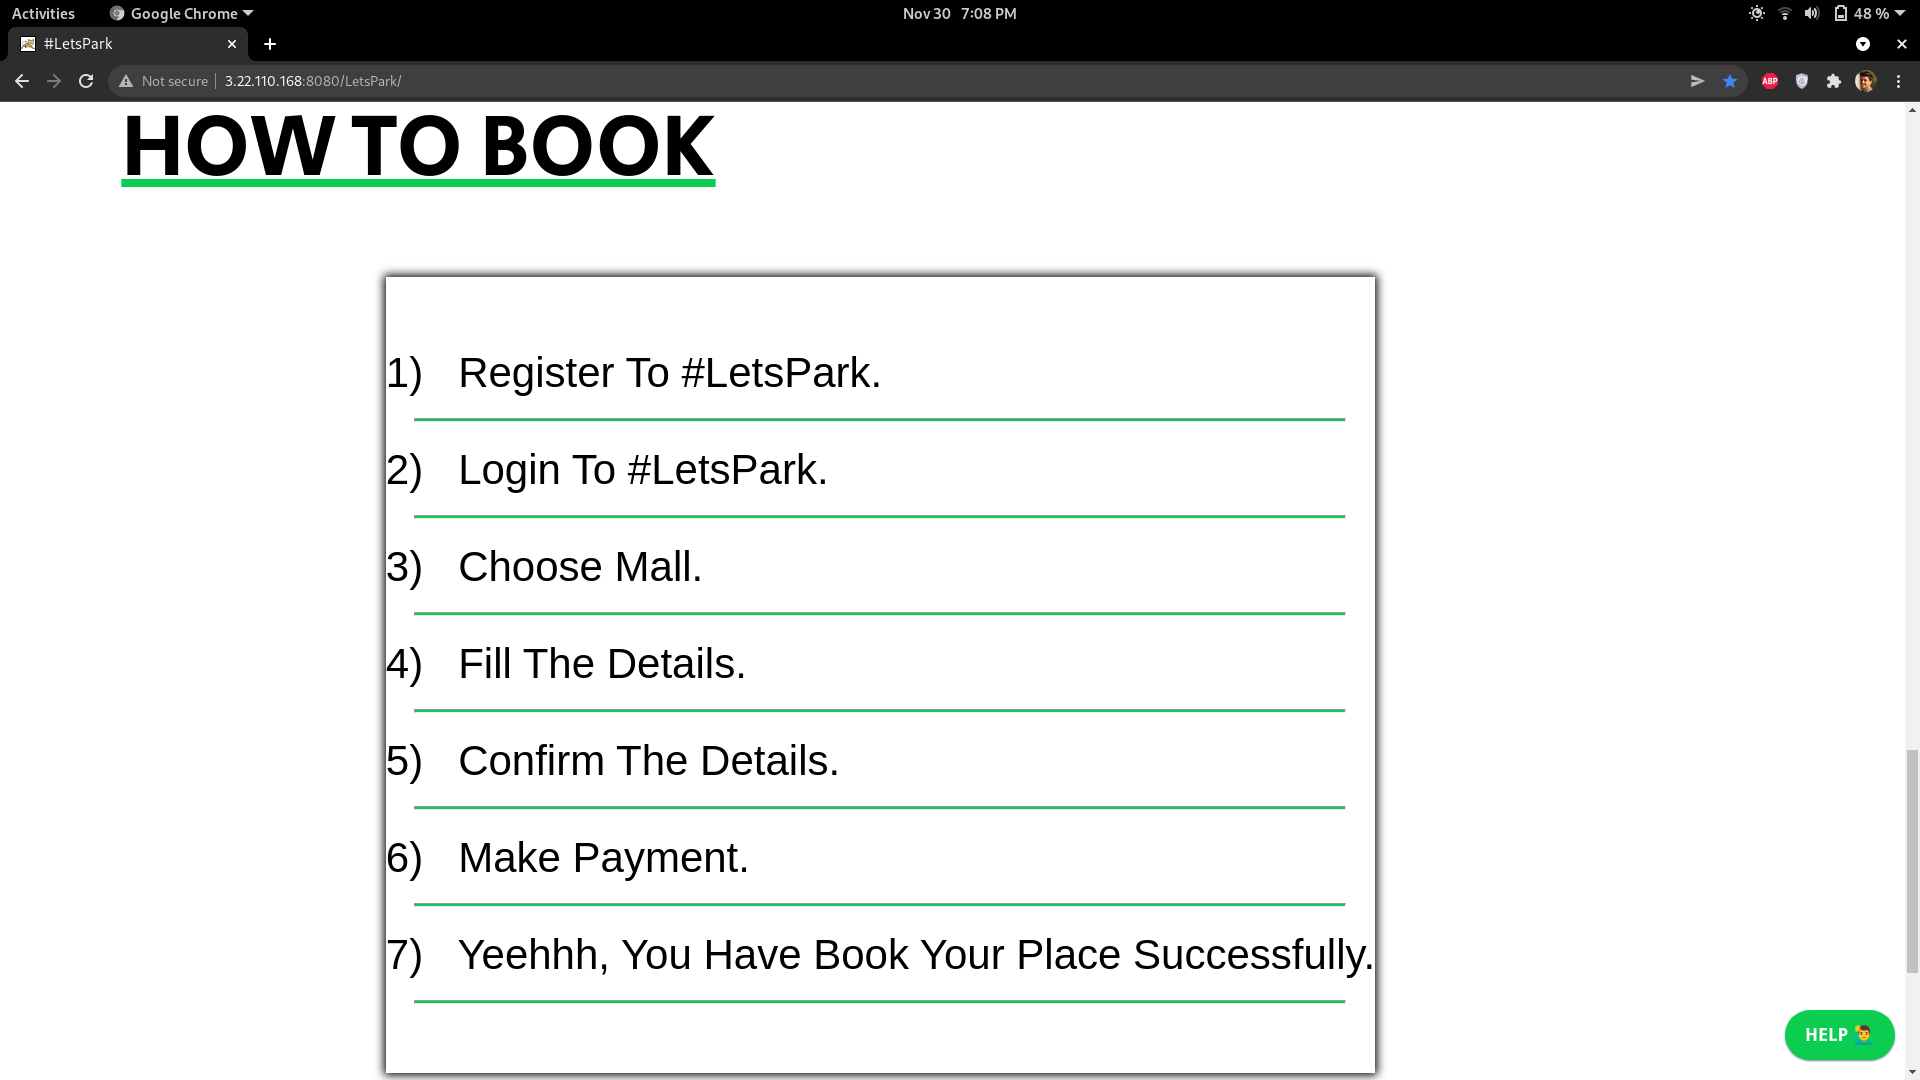 Activities Google Chrome Nov 30 7:08 PM 48 %
#LetsPark
Not secure 3.22.110.168:8080/LetsPark/ ABP
HOW TO BOOK
1) Register To #LetsPark.
2) Login To #LetsPark.
3) Choose Mall.
4) Fill The Details.
5) Confirm The Details.
6) Make Payment.
7) Yeehhh, You Have Book Your Place Successfully.
HELP 🙋‍♂️